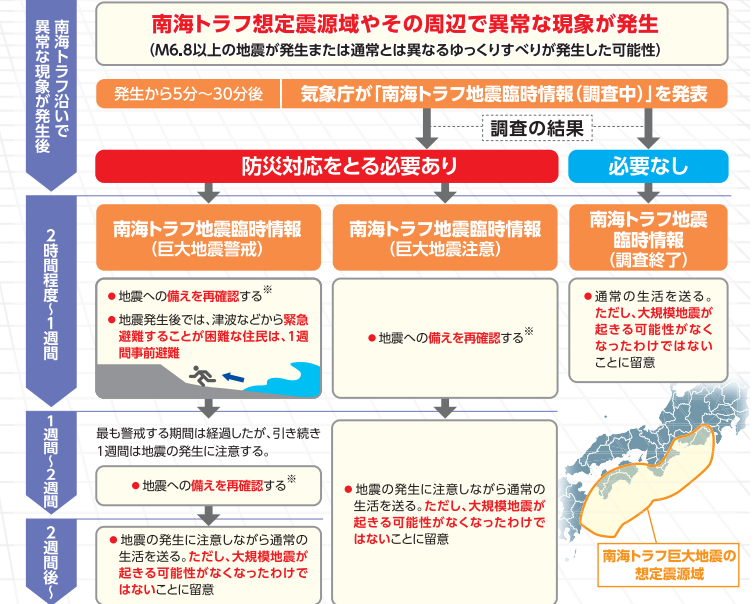 南海トラフ沿いで
異常な現象が発生後
南海トラフ想定震源域やその周辺で異常な現象が発生
（M6.8以上の地震が発生または通常とは異なるゆっくりすべりが発生した可能性）
発生から5分～30分後
気象庁が「南海トラフ地震臨時情報（調査中）」を発表
調査の結果
防災対応をとる必要あり
必要なし
2時間程度～1週間
南海トラフ地震臨時情報
（巨大地震警戒）
南海トラフ地震臨時情報
（巨大地震注意）
南海トラフ地震
臨時情報
（調査終了）
●地震への備えを再確認する※
●地震発生後では、津波などから緊急
避難することが困難な住民は、1週
間事前避難
●地震への備えを再確認する※
●通常の生活を送る。
ただし、大規模地震が
起きる可能性がなく
なったわけではない
ことに留意
1週間～2週間
最も警戒する期間は経過したが、引き続き
1週間は地震の発生に注意する。
●地震への備えを再確認する※
●地震の発生に注意しながら通常の
生活を送る。ただし、大規模地震が
起きる可能性がなくなったわけで
はないことに留意
2週間後～
●地震の発生に注意しながら通常の
生活を送る。ただし、大規模地震が
起きる可能性がなくなったわけで
はないことに留意
南海トラフ巨大地震の
想定震源域